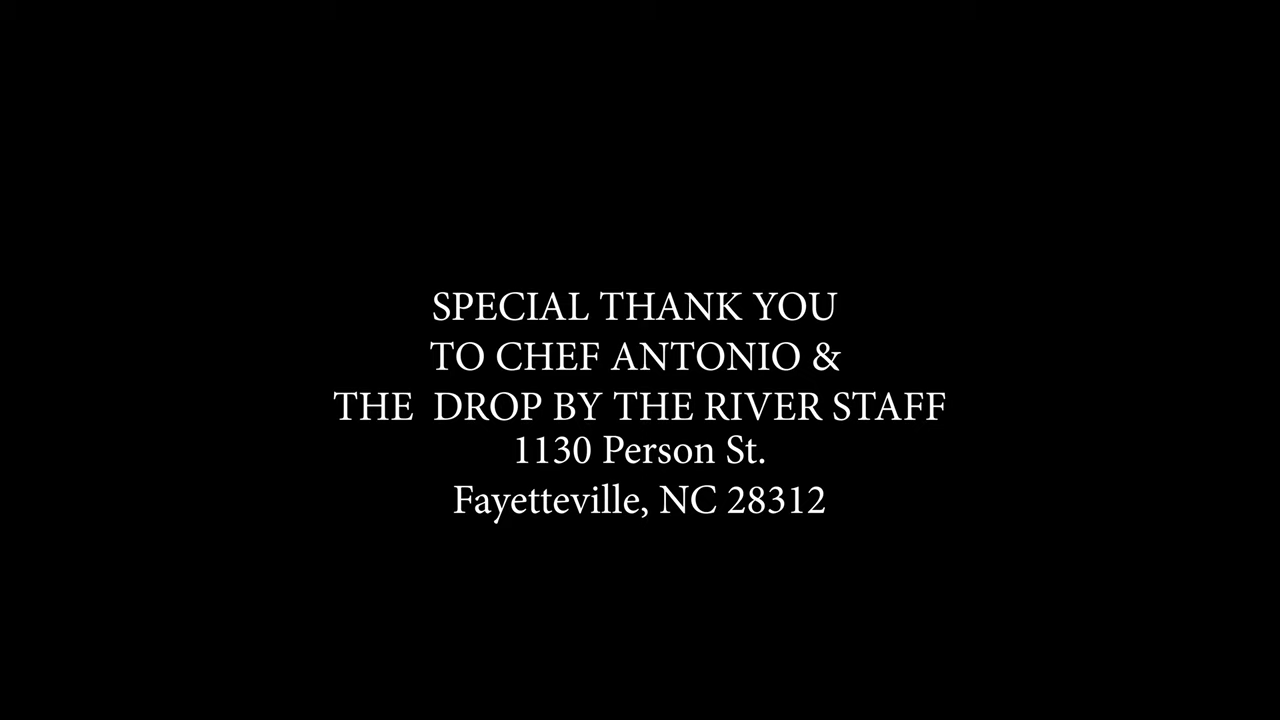 SPECIAL THANK YOU
TO CHEF ANTONIO &
THE  DROP BY THE RIVER STAFF
1130 Person St.
Fayetteville, NC 28312